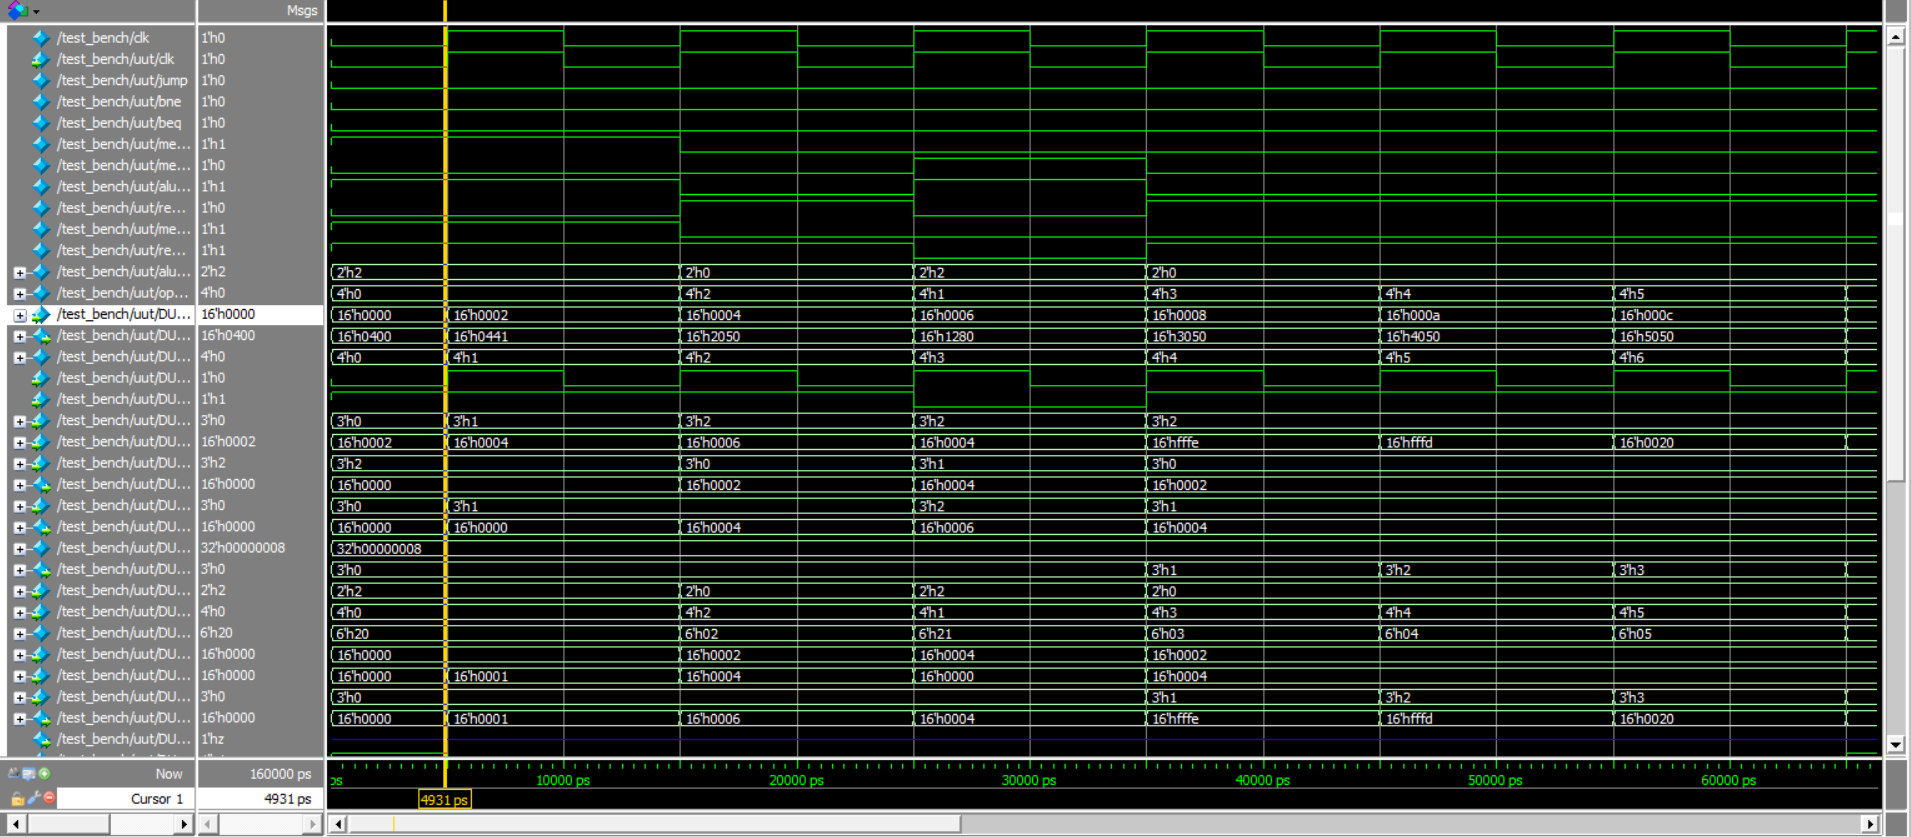 Msgs
/test_bench/clk 1'h0
/test_bench/uut/clk 1'h0
/test_bench/uut/jump 1'h0
/test_bench/uut/bne 1'h0
/test_bench/uut/beq 1'h0
/test_bench/uut/me... 1'h1
/test_bench/uut/me... 1'h0
/test_bench/uut/alu... 1'h1
/test_bench/uut/re... 1'h0
/test_bench/uut/me... 1'h1
/test_bench/uut/re... 1'h1
/test_bench/uut/alu... 2'h2 2'h2 2'h0 2'h2 2'h0
/test_bench/uut/op... 4'h0 4'h0 4'h2 4'h1 4'h3 4'h4 4'h5
/test_bench/uut/DU... 16'h0000 16'h0000 16'h0002 16'h0004 16'h0006 16'h0008 16'h000a 16'h000c
/test_bench/uut/DU... 16'h0400 16'h0400 16'h0441 16'h2050 16'h1280 16'h3050 16'h4050 16'h5050
/test_bench/uut/DU... 4'h0 4'h0 4'h1 4'h2 4'h3 4'h4 4'h5 4'h6
/test_bench/uut/DU... 1'h0
/test_bench/uut/DU... 1'h1
/test_bench/uut/DU... 3'h0 3'h0 3'h1 3'h2 3'h2 3'h2
/test_bench/uut/DU... 16'h0002 16'h0002 16'h0004 16'h0006 16'h0004 16'hfffe 16'hfffd 16'h0020
/test_bench/uut/DU... 3'h2 3'h2 3'h0 3'h1 3'h0
/test_bench/uut/DU... 16'h0000 16'h0000 16'h0002 16'h0004 16'h0002
/test_bench/uut/DU... 3'h0 3'h0 3'h1 3'h2 3'h1
/test_bench/uut/DU... 16'h0000 16'h0000 16'h0000 16'h0004 16'h0006 16'h0004
/test_bench/uut/DU... 32'h00000008 32'h00000008
/test_bench/uut/DU... 3'h0 3'h0 3'h1 3'h2 3'h3
/test_bench/uut/DU... 2'h2 2'h2 2'h0 2'h2 2'h0
/test_bench/uut/DU... 4'h0 4'h0 4'h2 4'h1 4'h3 4'h4 4'h5
/test_bench/uut/DU... 6'h20 6'h20 6'h02 6'h21 6'h03 6'h04 6'h05
/test_bench/uut/DU... 16'h0000 16'h0000 16'h0002 16'h0004 16'h0002
/test_bench/uut/DU... 16'h0000 16'h0000 16'h0001 16'h0004 16'h0000 16'h0004
/test_bench/uut/DU... 3'h0 3'h0 3'h1 3'h2 3'h3
/test_bench/uut/DU... 16'h0000 16'h0000 16'h0001 16'h0006 16'h0004 16'hfffe 16'hfffd 16'h0020
/test_bench/uut/DU... 1'hz
Now 160000 ps ps 10000 ps 20000 ps 30000 ps 40000 ps 50000 ps 60000 ps
Cursor 1 4931 ps 4931 ps